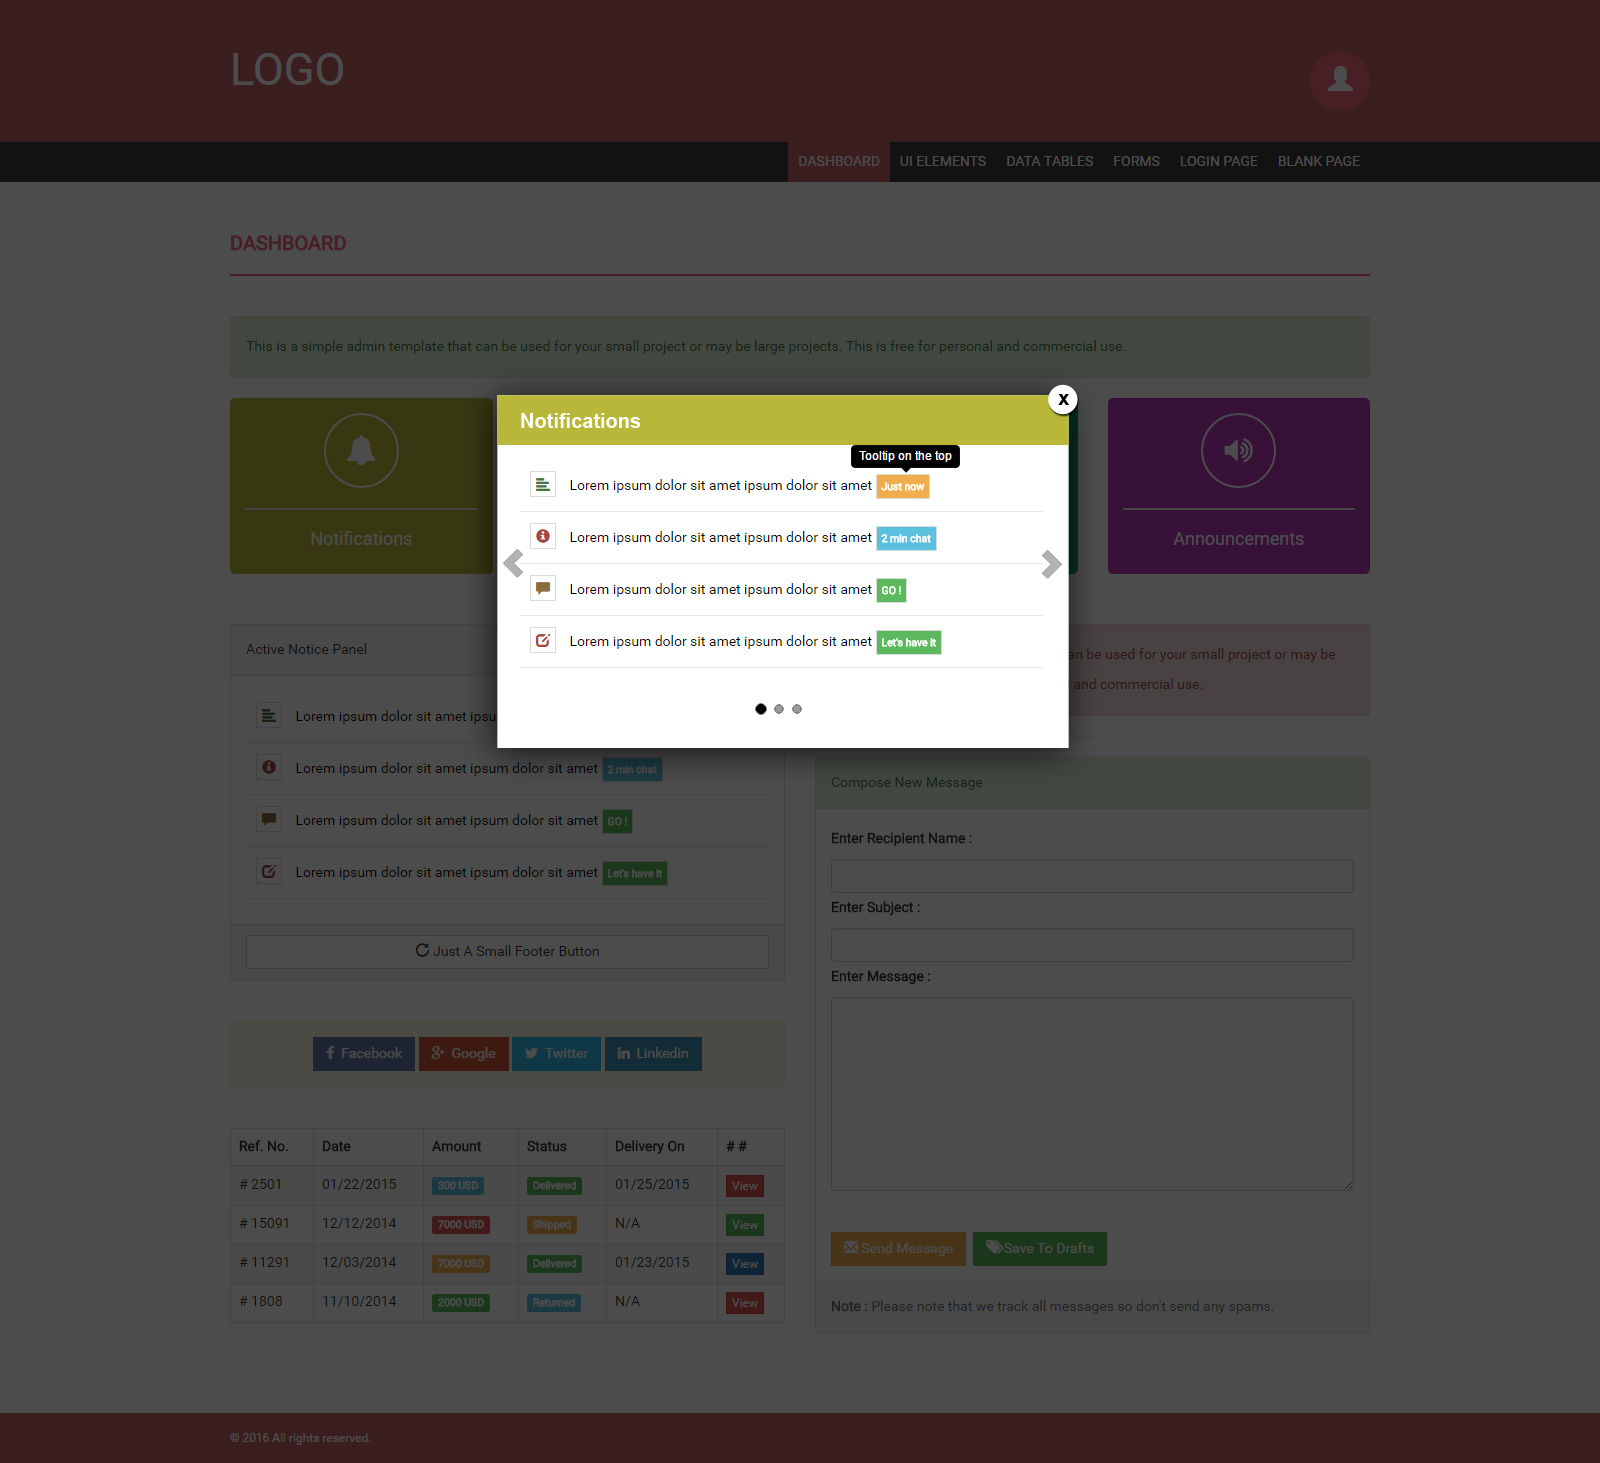 LOGO
DASHBOARD UI ELEMENTS DATA TABLES FORMS LOGIN PAGE BLANK PAGE
DASHBOARD
This is a simple admin template that can be used for your small project or may be large projects. This is free for personal and commercial use.
Notifications
Announcements
Notifications
X
Tooltip on the top
Lorem ipsum dolor sit amet ipsum dolor sit amet Just now
Lorem ipsum dolor sit amet ipsum dolor sit amet 2 min chat
Lorem ipsum dolor sit amet ipsum dolor sit amet GO !
Lorem ipsum dolor sit amet ipsum dolor sit amet Let's have it
Active Notice Panel
Lorem ipsum dolor sit amet
Lorem ipsum dolor sit amet ipsum dolor sit amet 2 min chat
Lorem ipsum dolor sit amet ipsum dolor sit amet GO !
Lorem ipsum dolor sit amet ipsum dolor sit amet Let's have it
Just A Small Footer Button
Facebook Google Twitter Linkedin
Ref. No. Date Amount Status Delivery On # #
# 2501 01/22/2015 300 USD Delivered 01/25/2015 View
# 15091 12/12/2014 7000 USD Shipped N/A View
# 11291 12/03/2014 7000 USD Delivered 01/23/2015 View
# 1808 11/10/2014 2000 USD Returned N/A View
be used for your small project or may be
and commercial use.
Compose New Message
Enter Recipient Name :
Enter Subject :
Enter Message :
Send Message Save To Drafts
Note : Please note that we track all messages so don't send any spams.
© 2016 All rights reserved.